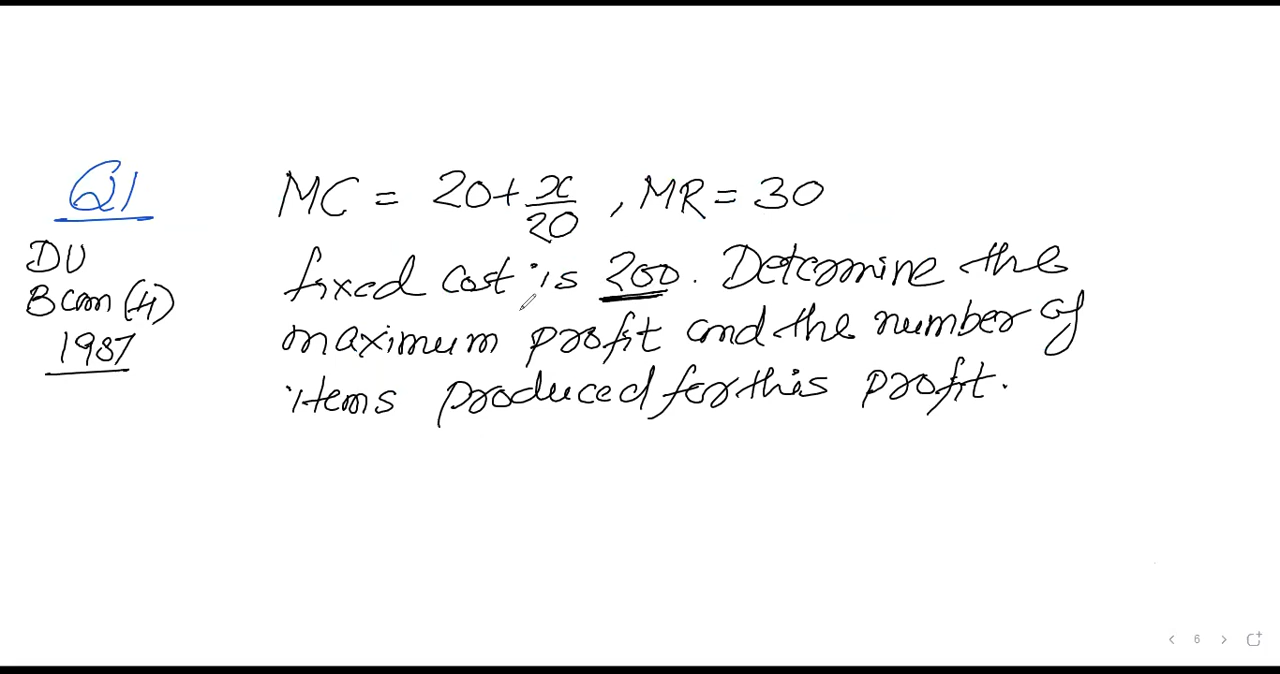 Q1
MC = 20+x/20 , MR = 30
DU
fixed cost is 200. Determine the
B com (H)
maximum profit and the number of
1987
items produced for this profit.
6